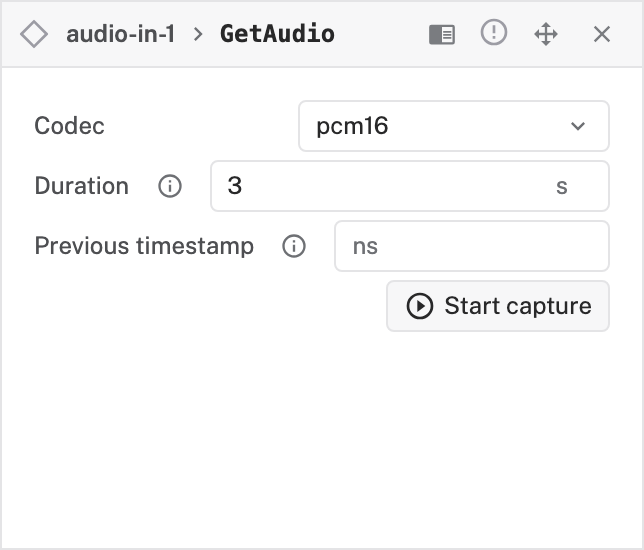 audio-in-1 > GetAudio
Codec pcm16
Duration 3 s
Previous timestamp ns
Start capture